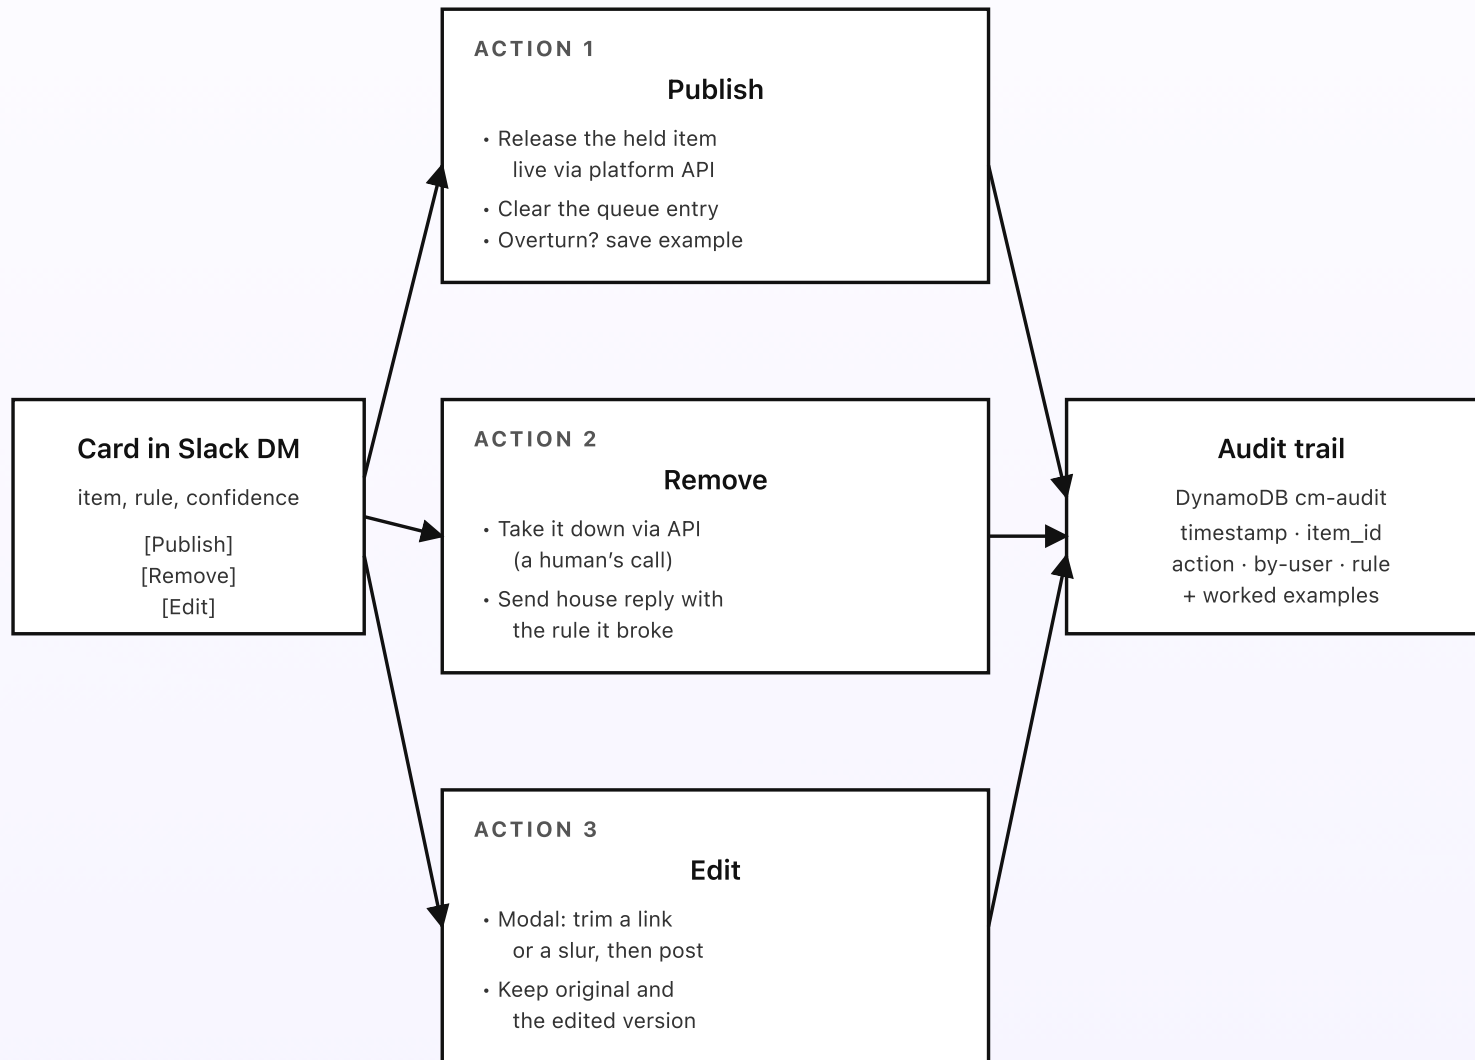 ACTION 1
Publish
• Release the held item
live via platform API
• Clear the queue entry
• Overturn? save example
Card in Slack DM
item, rule, confidence
[Publish]
[Remove]
[Edit]
ACTION 2
Remove
• Take it down via API
(a human’s call)
• Send house reply with
the rule it broke
Audit trail
DynamoDB cm-audit
timestamp · item_id
action · by-user · rule
+ worked examples
ACTION 3
Edit
• Modal: trim a link
or a slur, then post
• Keep original and
the edited version